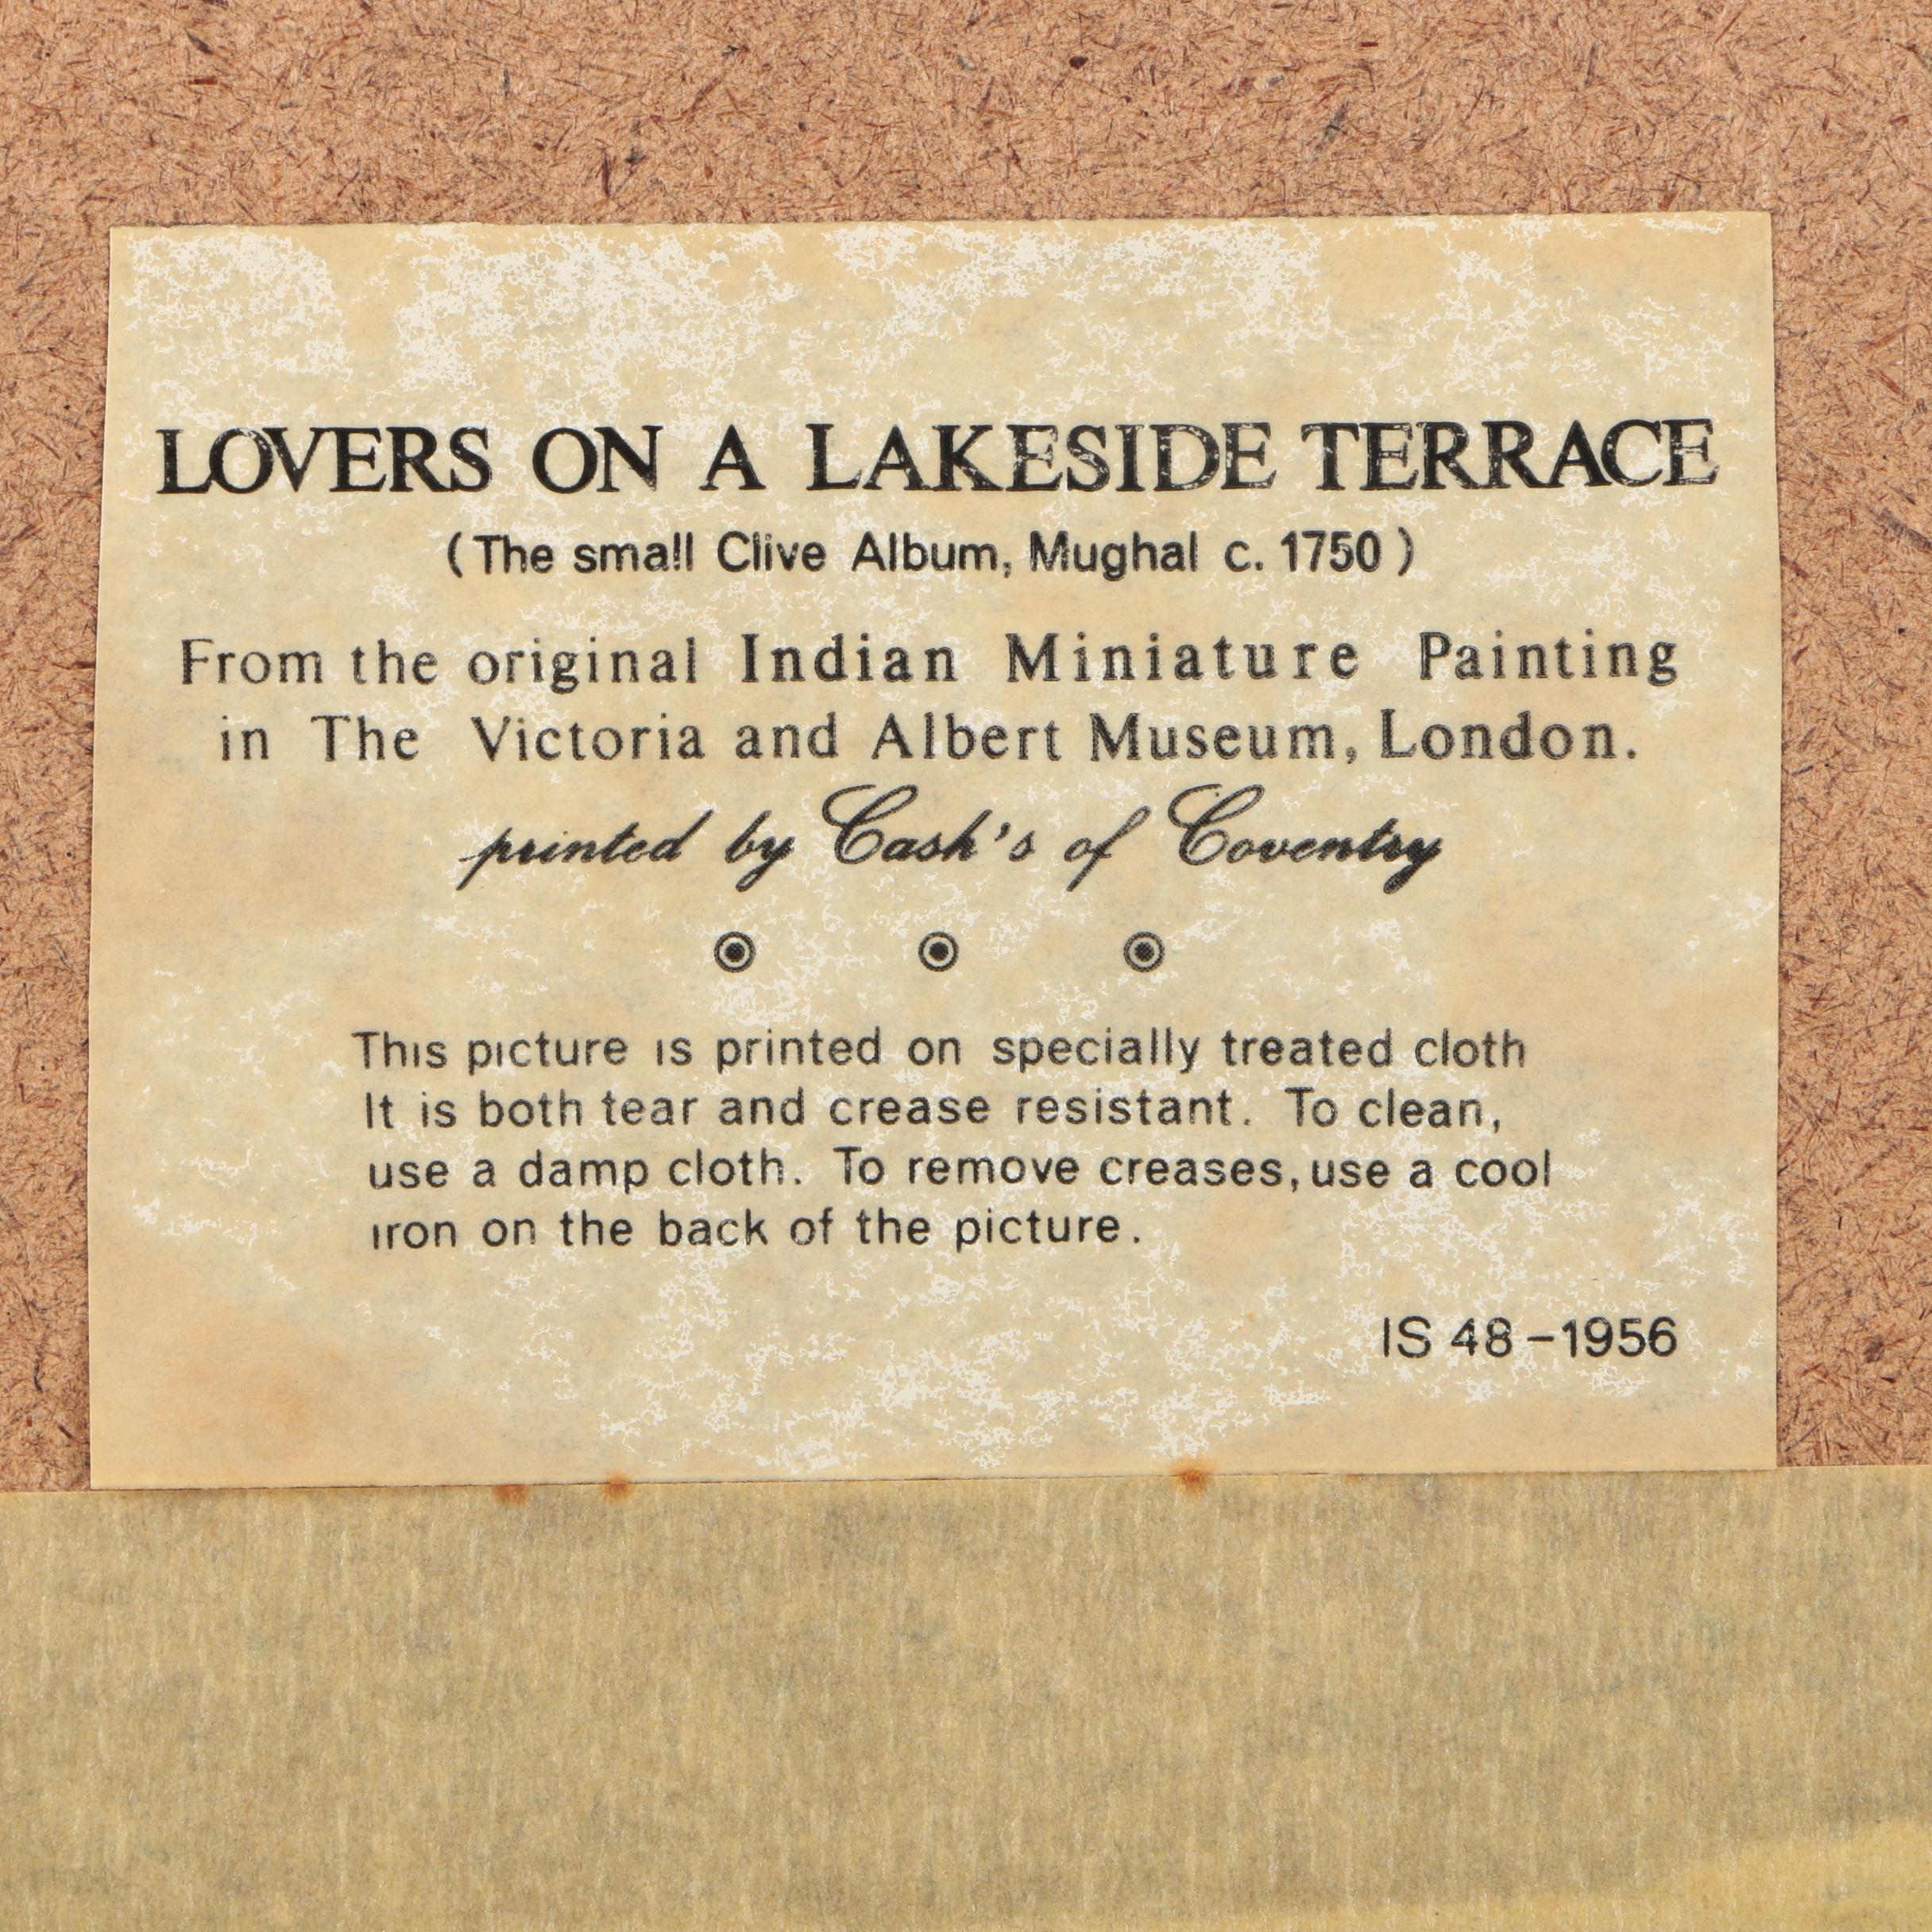 LOVERS ON A LAKESIDE TERRACE
(The small Clive Album, Mughal c. 1750)
From the original Indian Miniature Painting
in The Victoria and Albert Museum, London.
printed by Cash's of Coventry
This picture is printed on specially treated cloth
It is both tear and crease resistant. To clean,
use a damp cloth. To remove creases, use a cool
iron on the back of the picture.
IS 48-1956